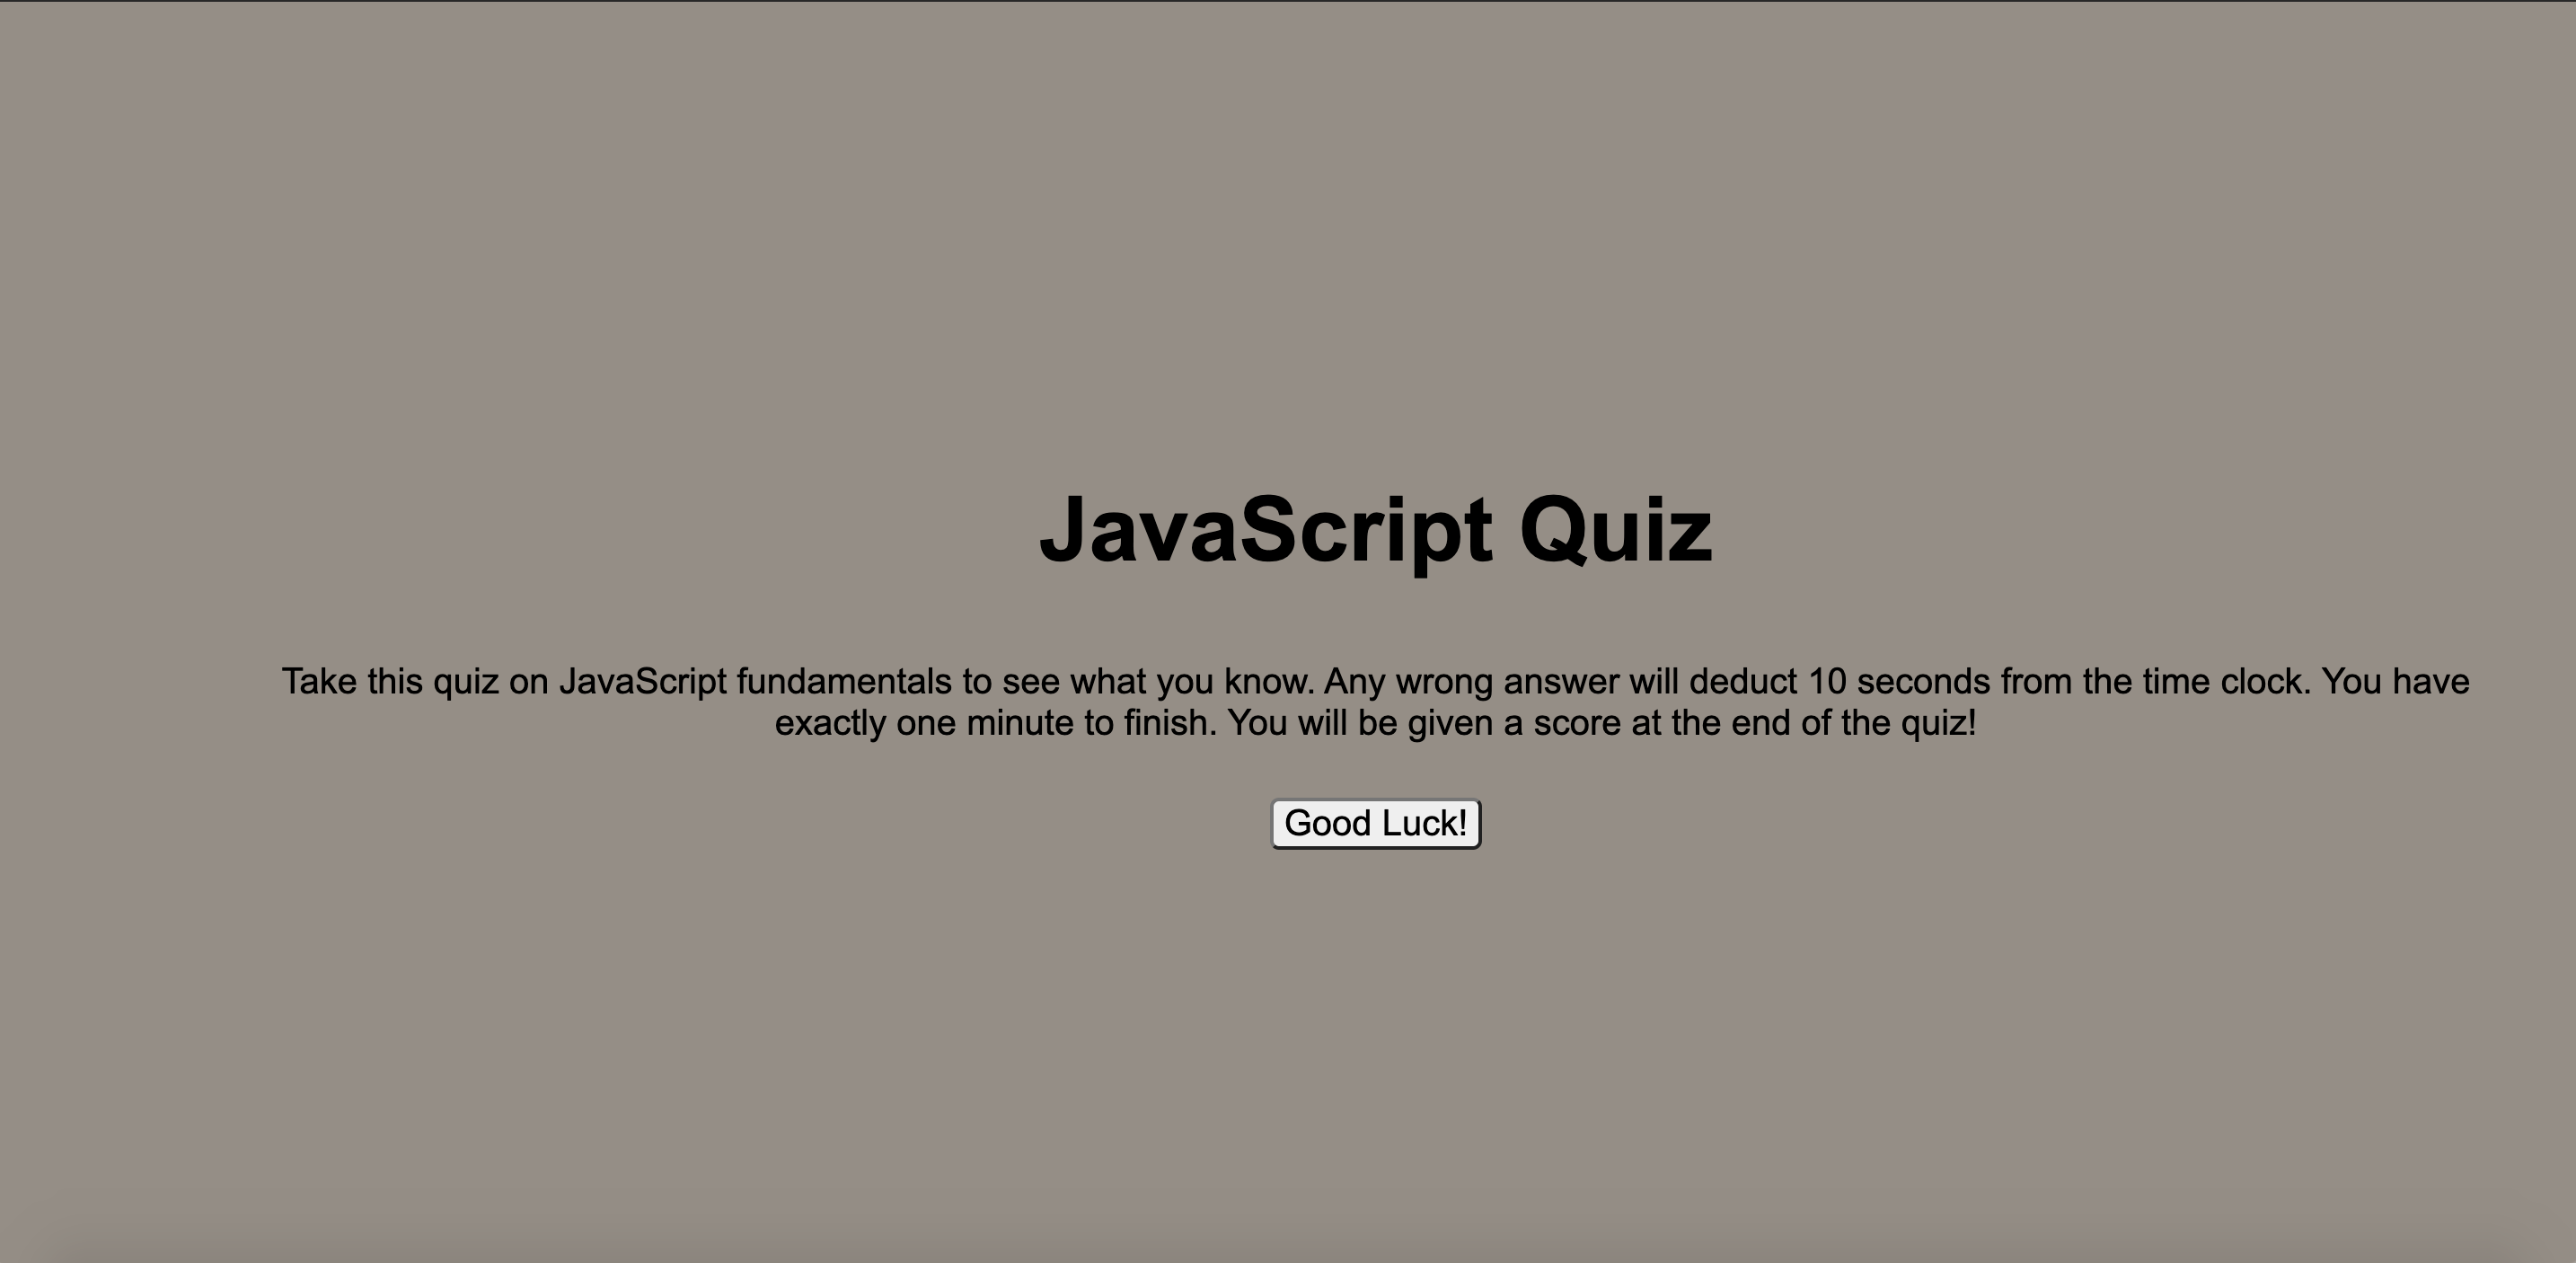 JavaScript Quiz
Take this quiz on JavaScript fundamentals to see what you know. Any wrong answer will deduct 10 seconds from the time clock. You have
exactly one minute to finish. You will be given a score at the end of the quiz!
Good Luck!